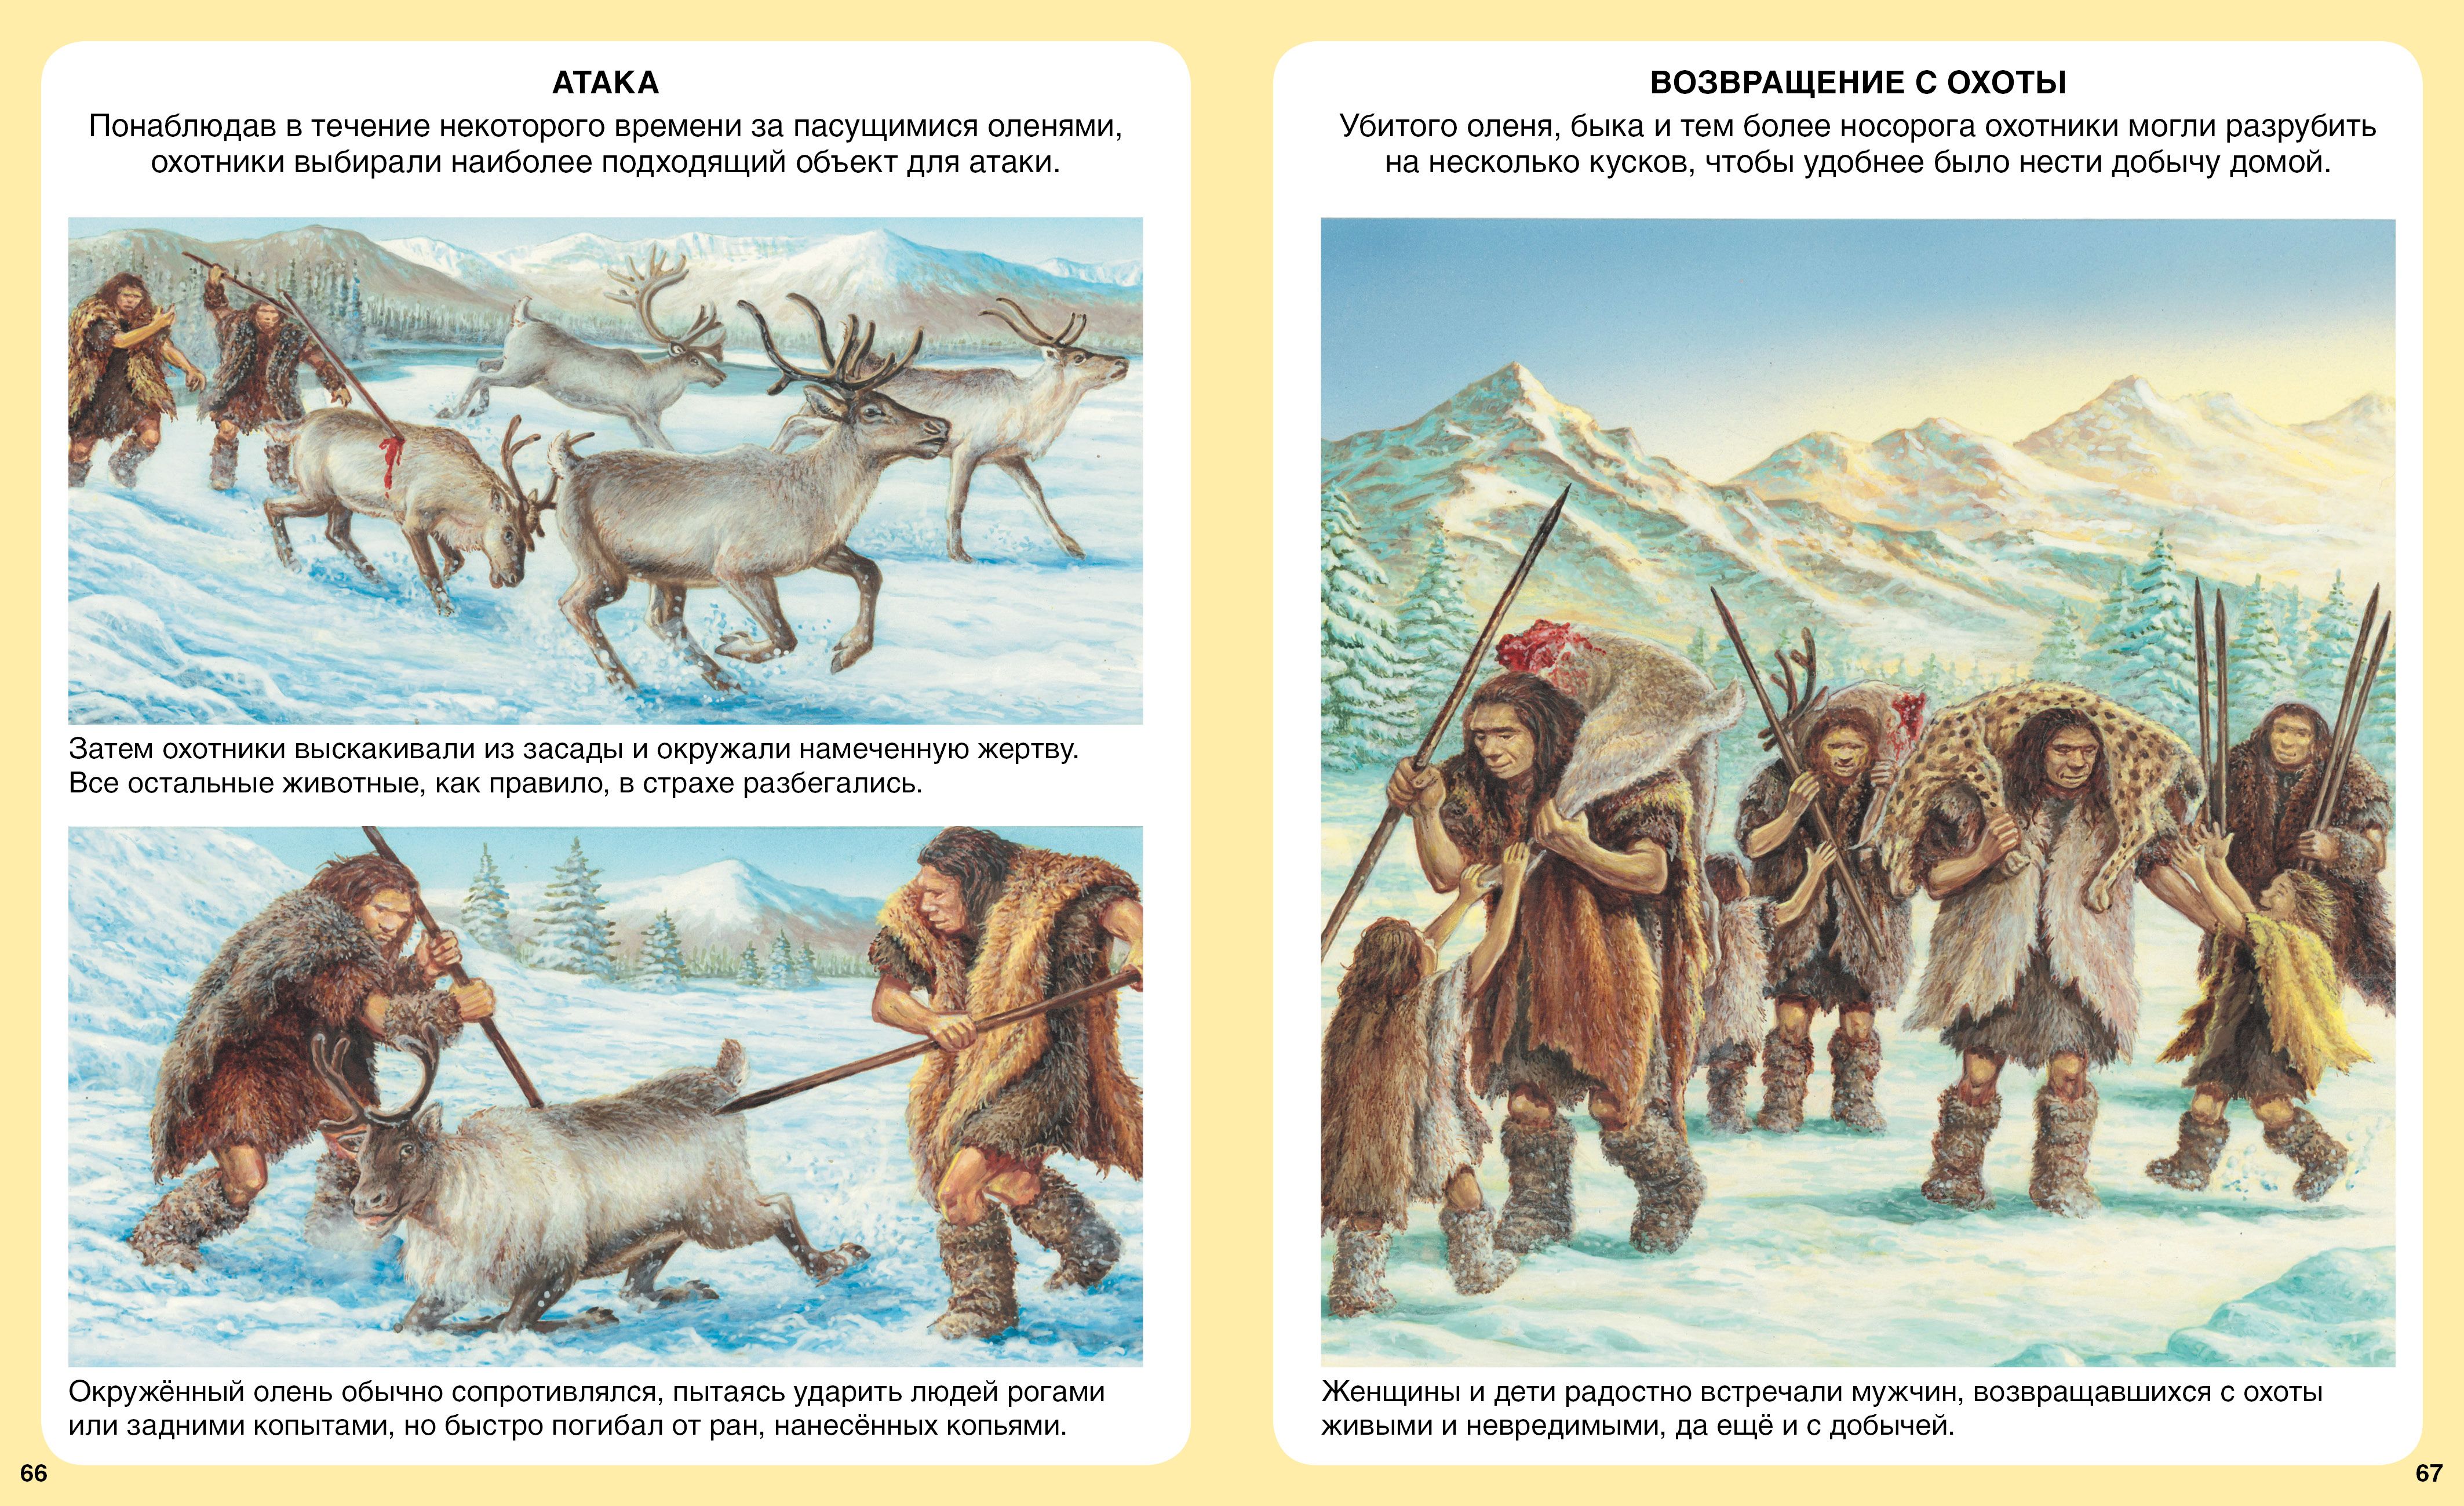 АТАКА
Понаблюдав в течение некоторого времени за пасущимися оленями,
охотники выбирали наиболее подходящий объект для атаки.
Затем охотники выскакивали из засады и окружали намеченную жертву.
Все остальные животные, как правило, в страхе разбегались.
Окружённый олень обычно сопротивлялся, пытаясь ударить людей рогами
или задними копытами, но быстро погибал от ран, нанесённых копьями.
66
ВОЗВРАЩЕНИЕ С ОХОТЫ
Убитого оленя, быка и тем более носорога охотники могли разрубить
на несколько кусков, чтобы удобнее было нести добычу домой.
Женщины и дети радостно встречали мужчин, возвращавшихся с охоты
живыми и невредимыми, да ещё и с добычей.
67